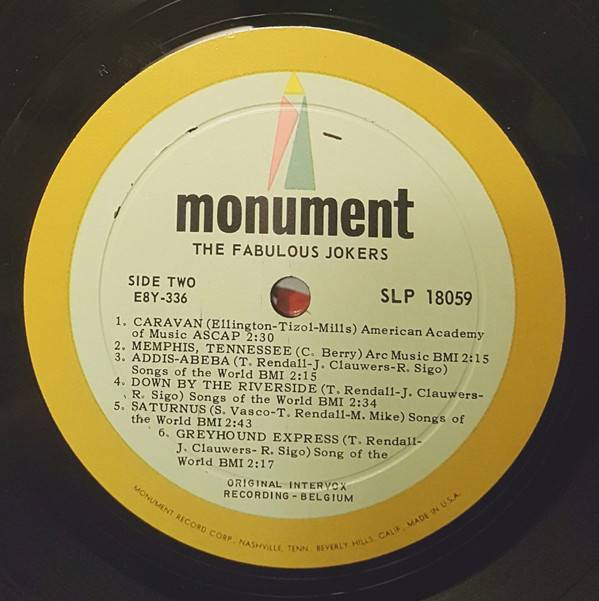 monument
THE FABULOUS JOKERS
SIDE TWO
E8Y-336
SLP 18059
1. CARAVAN (Ellington-Tizol-Mills) American Academy
of Music ASCAP 2:30
2. MEMPHIS, TENNESSEE (C. Berry) Arc Music BMI 2:15
3. ADDIS-ABEBA (T. Rendall-J. Clauwers-R. Sigo)
Songs of the World BMI 2:15
4. DOWN BY THE RIVERSIDE (T. Rendall-J. Clauwers-
R. Sigo) Songs of the World BMI 2:34
5. SATURNUS (S. Vasco-T. Rendall-M. Mike) Songs of
the World BMI 2:43
6. GREYHOUND EXPRESS (T. Rendall-
J. Clauwers-R. Sigo) Song of the
World BMI 2:17
ORIGINAL INTERVOX
RECORDING - BELGIUM
MONUMENT RECORD CORP., NASHVILLE, TENN., BEVERLY HILLS, CALIF., MADE IN U.S.A.